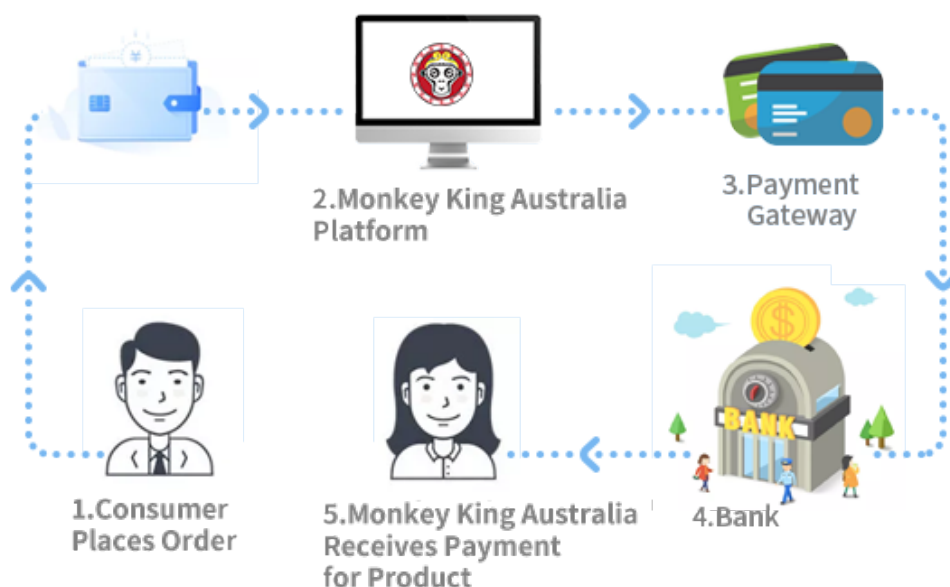 ¥
2.Monkey King Australia
Platform
3.Payment
Gateway
1.Consumer
Places Order
5.Monkey King Australia
Receives Payment
for Product
$
BANK
4.Bank